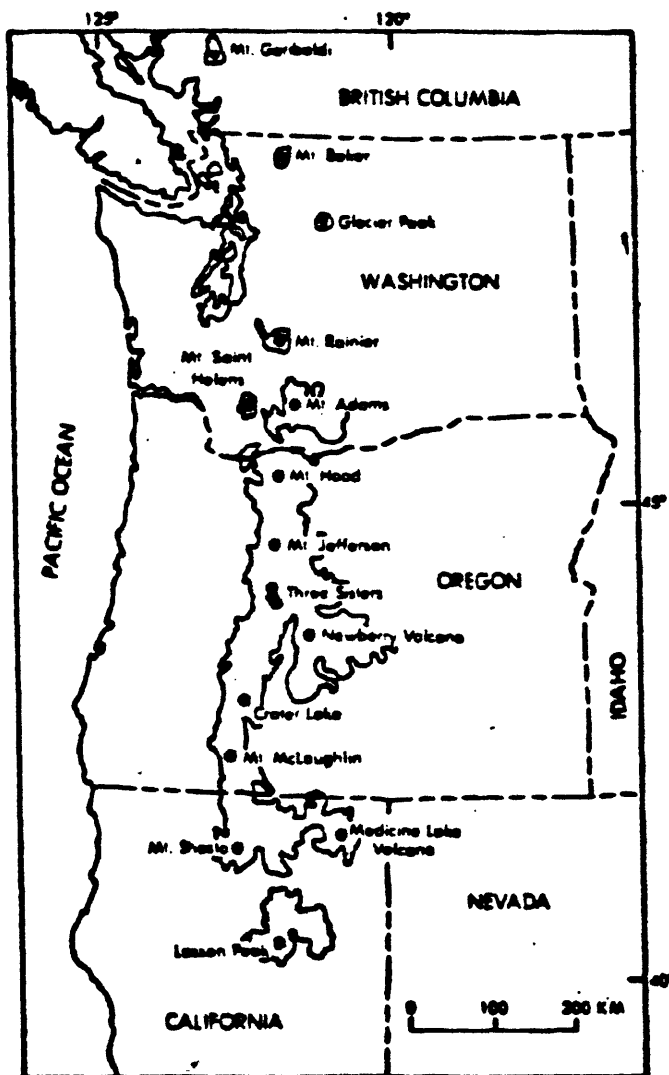 125° 120°
Mt. Garibaldi
BRITISH COLUMBIA
Mt. Baker
Glacier Peak
WASHINGTON
Mt. Rainier
Mt. Saint
Helens
Mt. Adams
PACIFIC OCEAN
Mt. Hood
45°
Mt. Jefferson
OREGON
Three Sisters
Newberry Volcano
IDAHO
Crater Lake
Mt. McLoughlin
Medicine Lake
Volcano
Mt. Shasta
NEVADA
Lassen Peak
40°
0 100 200 KM
CALIFORNIA